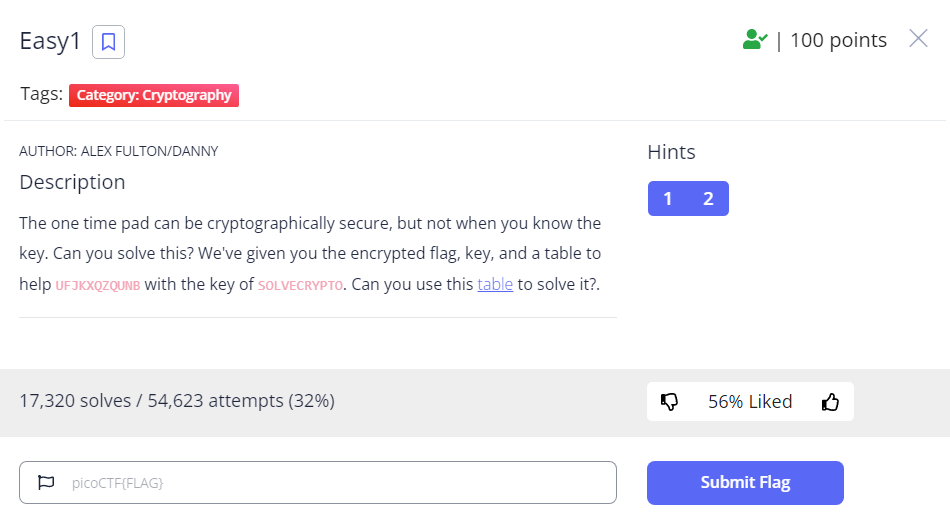 Easy1
| 100 points
Tags: Category: Cryptography
AUTHOR: ALEX FULTON/DANNY
Hints
Description
1 2
The one time pad can be cryptographically secure, but not when you know the
key. Can you solve this? We've given you the encrypted flag, key, and a table to
help UFJKXQZQUNB with the key of SOLVECRYPTO. Can you use this table to solve it?.
17,320 solves / 54,623 attempts (32%)
56% Liked
picoCTF{FLAG}
Submit Flag